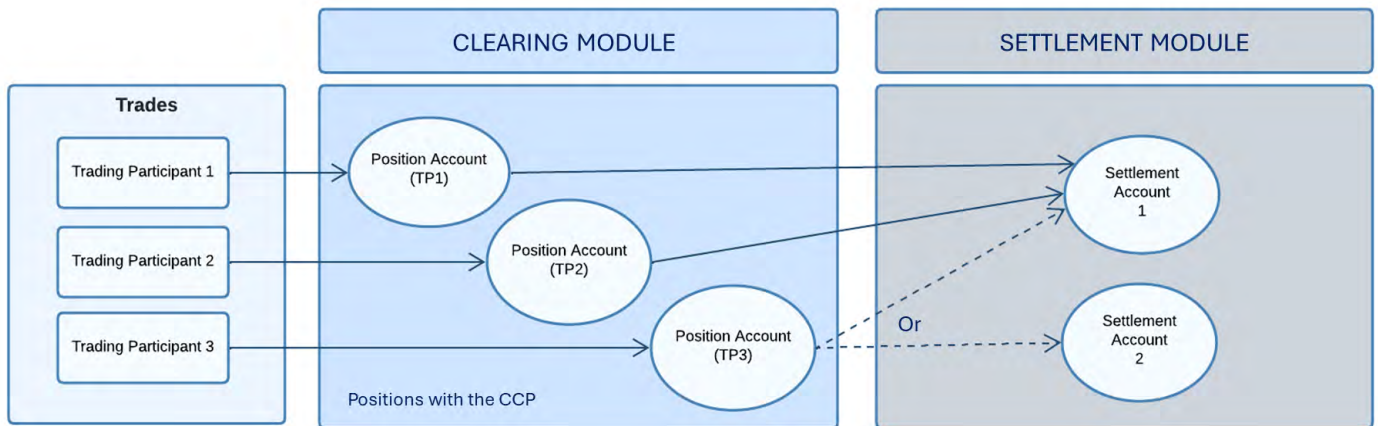 CLEARING MODULE
SETTLEMENT MODULE
Trades
Trading Participant 1
Trading Participant 2
Trading Participant 3
Position Account
(TP1)
Position Account
(TP2)
Position Account
(TP3)
Positions with the CCP
Or
Settlement
Account
1
Settlement
Account
2